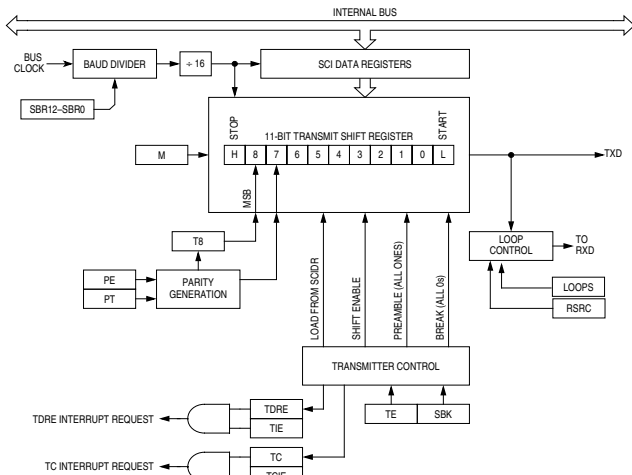 INTERNAL BUS
BUS
CLOCK
BAUD DIVIDER
÷ 16
SCI DATA REGISTERS
SBR12–SBR0
STOP
11-BIT TRANSMIT SHIFT REGISTER
START
M
H 8 7 6 5 4 3 2 1 0 L
TXD
MSB
T8
LOOP
CONTROL
TO
RXD
PE
PT
PARITY
GENERATION
LOOPS
RSRC
LOAD FROM SCIDR
SHIFT ENABLE
PREAMBLE (ALL ONES)
BREAK (ALL 0s)
TRANSMITTER CONTROL
TDRE INTERRUPT REQUEST
TDRE
TIE
TE
SBK
TC INTERRUPT REQUEST
TC
TCIE